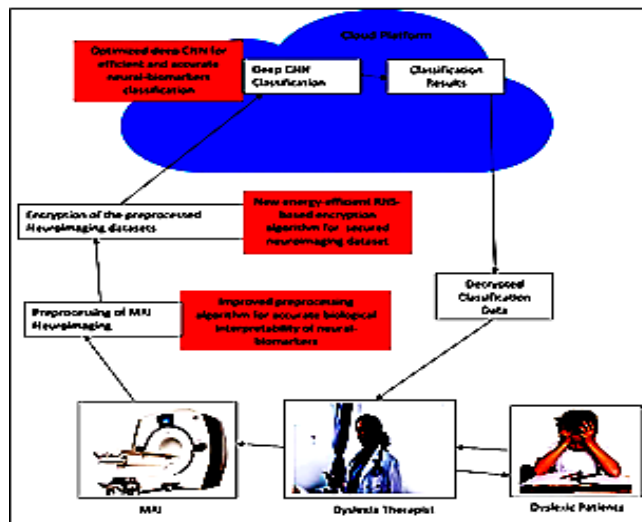 Cloud Platform
Optimized deep CNN for
efficient and accurate
neural-biomarkers
classification
Deep CNN
Classification
Classification
Results
Encryption of the preprocessed
Neuroimaging datasets
New energy-efficient RNS-
based encryption
algorithm for secured
neuroimaging dataset
Decrypted
Classification
Data
Preprocessing of MRI
Neuroimaging
Improved preprocessing
algorithm for accurate biological
interpretability of neural-
biomarkers
MRI
Dyslexia Therapist
Dyslexic Patients